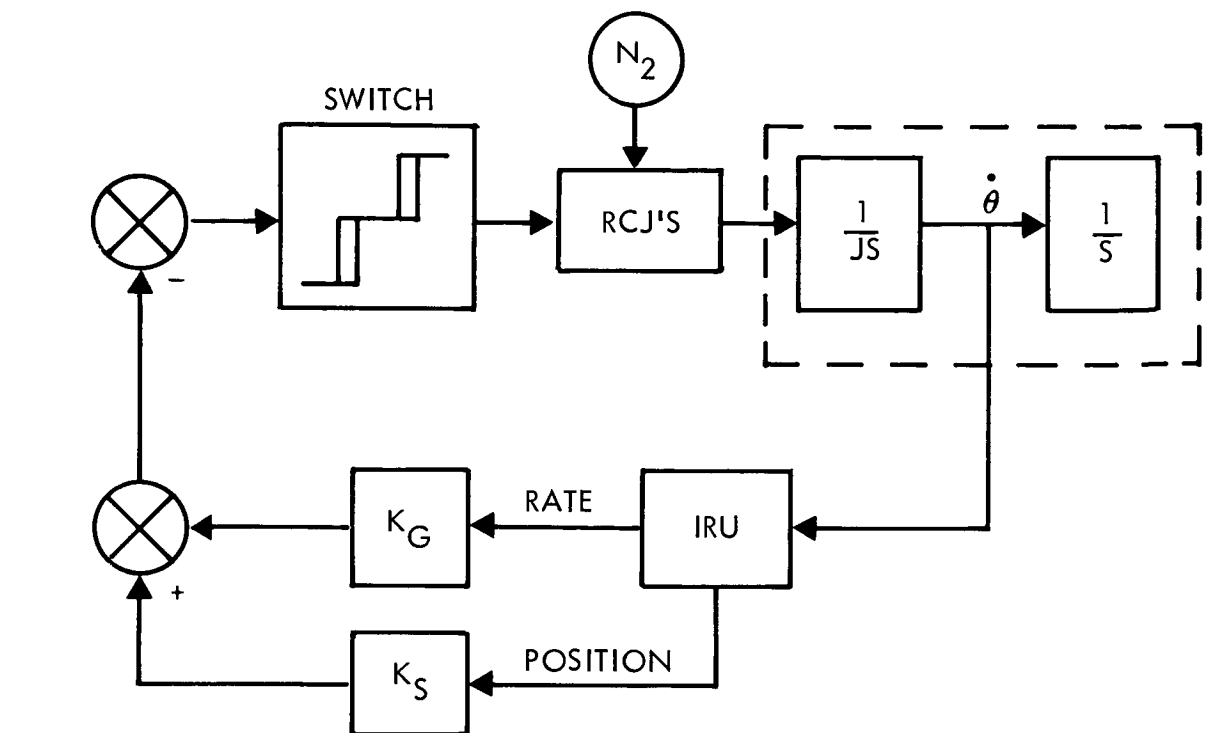 N2
SWITCH
RCJ'S
1
JS
θ̇
1
S
−
KG
RATE
IRU
+
KS
POSITION